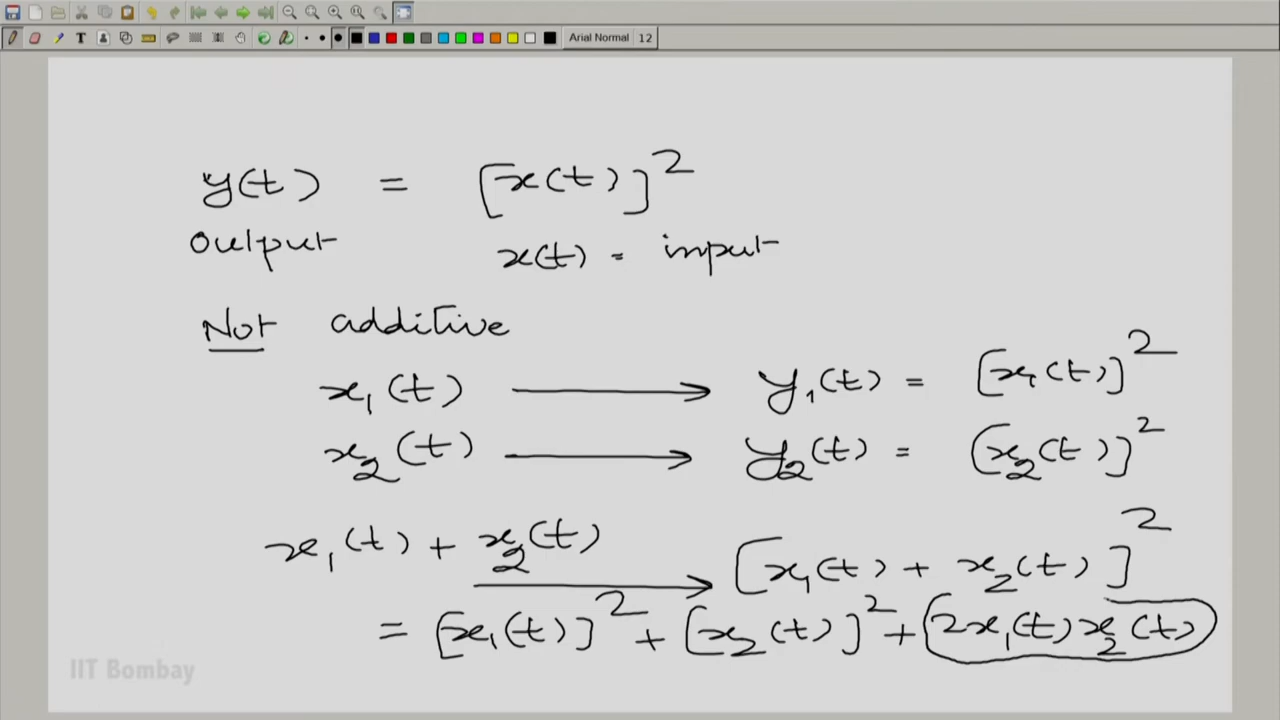 Arial Normal 12
y(t) = [x(t)]²
output x(t) = input
Not additive
x₁(t) ⟶ y₁(t) = [x₁(t)]²
x₂(t) ⟶ y₂(t) = [x₂(t)]²
x₁(t) + x₂(t) ⟶ [x₁(t) + x₂(t)]²
= [x₁(t)]² + [x₂(t)]² + 2x₁(t)x₂(t)
IIT Bombay